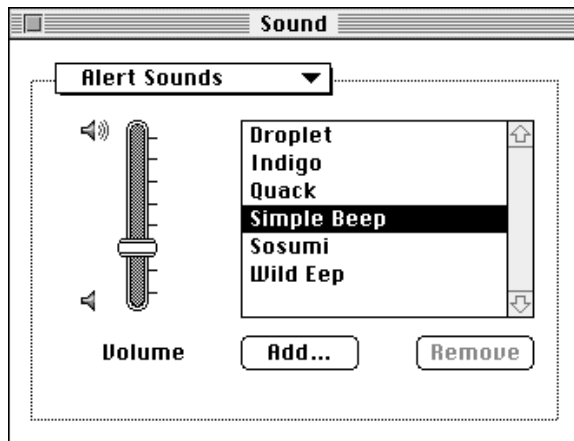 Sound
Alert Sounds
Droplet
Indigo
Quack
Simple Beep
Sosumi
Wild Eep
Volume
Add...
Remove